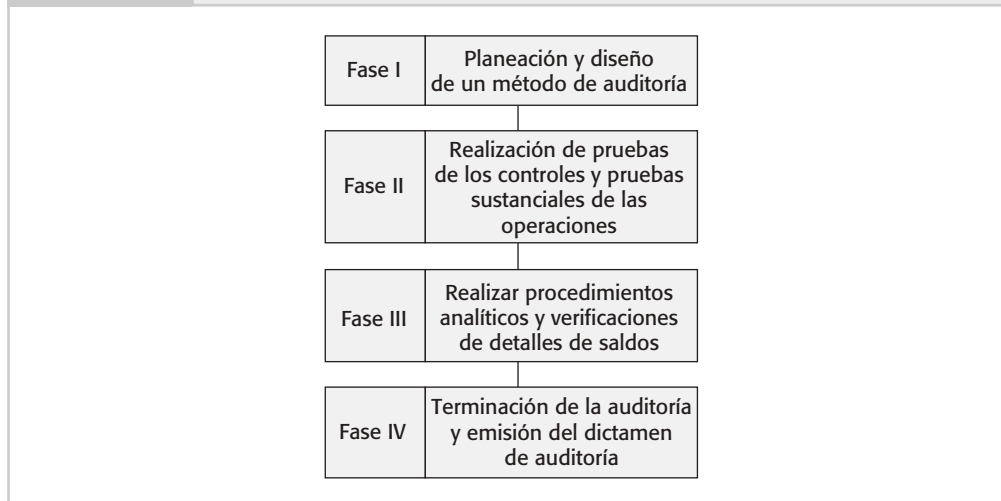 Fase I
Planeación y diseño
de un método de auditoría
Fase II
Realización de pruebas
de los controles y pruebas
sustanciales de las
operaciones
Fase III
Realizar procedimientos
analíticos y verificaciones
de detalles de saldos
Fase IV
Terminación de la auditoría
y emisión del dictamen
de auditoría